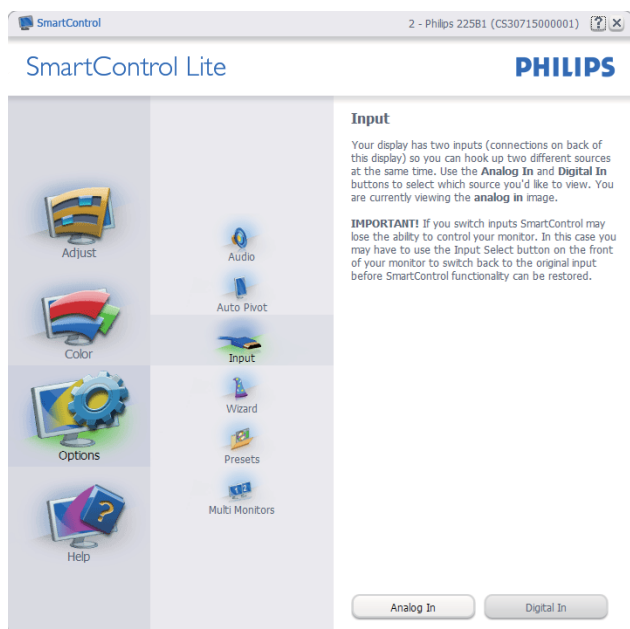 SmartControl
2 - Philips 225B1 (CS30715000001)
?
SmartControl Lite
PHILIPS
Adjust
Color
Options
Help
Audio
Auto Pivot
Input
Wizard
Presets
Multi Monitors
Input
Your display has two inputs (connections on back of
this display) so you can hook up two different sources
at the same time. Use the Analog In and Digital In
buttons to select which source you'd like to view. You
are currently viewing the analog in image.
IMPORTANT! If you switch inputs SmartControl may
lose the ability to control your monitor. In this case you
may have to use the Input Select button on the front
of your monitor to switch back to the original input
before SmartControl functionality can be restored.
Analog In
Digital In